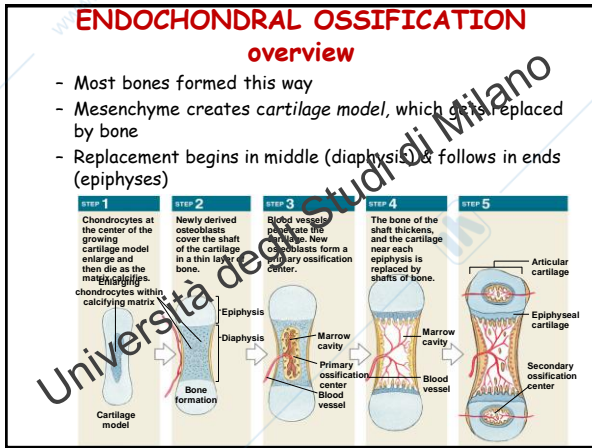 ENDOCHONDRAL OSSIFICATION
overview
- Most bones formed this way
- Mesenchyme creates cartilage model, which gets replaced
by bone
- Replacement begins in middle (diaphysis) & follows in ends
(epiphyses)
STEP 1
Chondrocytes at
the center of the
growing
cartilage model
enlarge and
then die as the
matrix calcifies.
Enlarging
chondrocytes within
calcifying matrix
Cartilage
model
STEP 2
Newly derived
osteoblasts
cover the shaft
of the cartilage
in a thin layer of
bone.
Epiphysis
Diaphysis
Bone
formation
STEP 3
Blood vessels
penetrate the
cartilage. New
osteoblasts form a
primary ossification
center.
Marrow
cavity
Primary
ossification
center
Blood
vessel
STEP 4
The bone of the
shaft thickens,
and the cartilage
near each
epiphysis is
replaced by
shafts of bone.
Marrow
cavity
Blood
vessel
STEP 5
Articular
cartilage
Epiphyseal
cartilage
Secondary
ossification
center
Università degli Studi di Milano